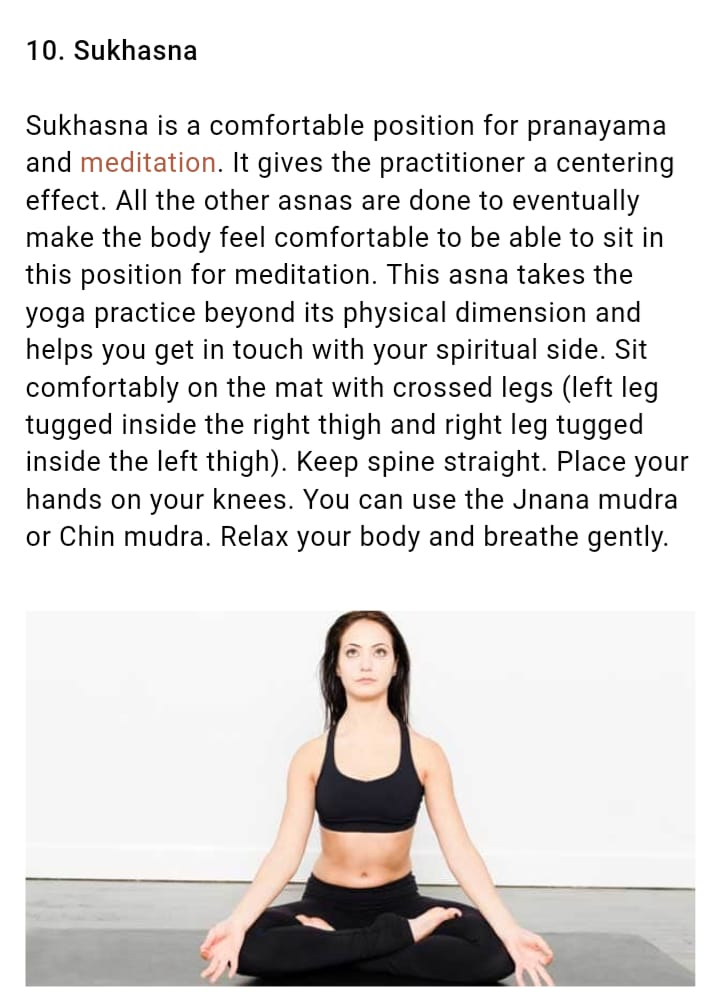 10. Sukhasna
Sukhasna is a comfortable position for pranayama
and meditation. It gives the practitioner a centering
effect. All the other asnas are done to eventually
make the body feel comfortable to be able to sit in
this position for meditation. This asna takes the
yoga practice beyond its physical dimension and
helps you get in touch with your spiritual side. Sit
comfortably on the mat with crossed legs (left leg
tugged inside the right thigh and right leg tugged
inside the left thigh). Keep spine straight. Place your
hands on your knees. You can use the Jnana mudra
or Chin mudra. Relax your body and breathe gently.